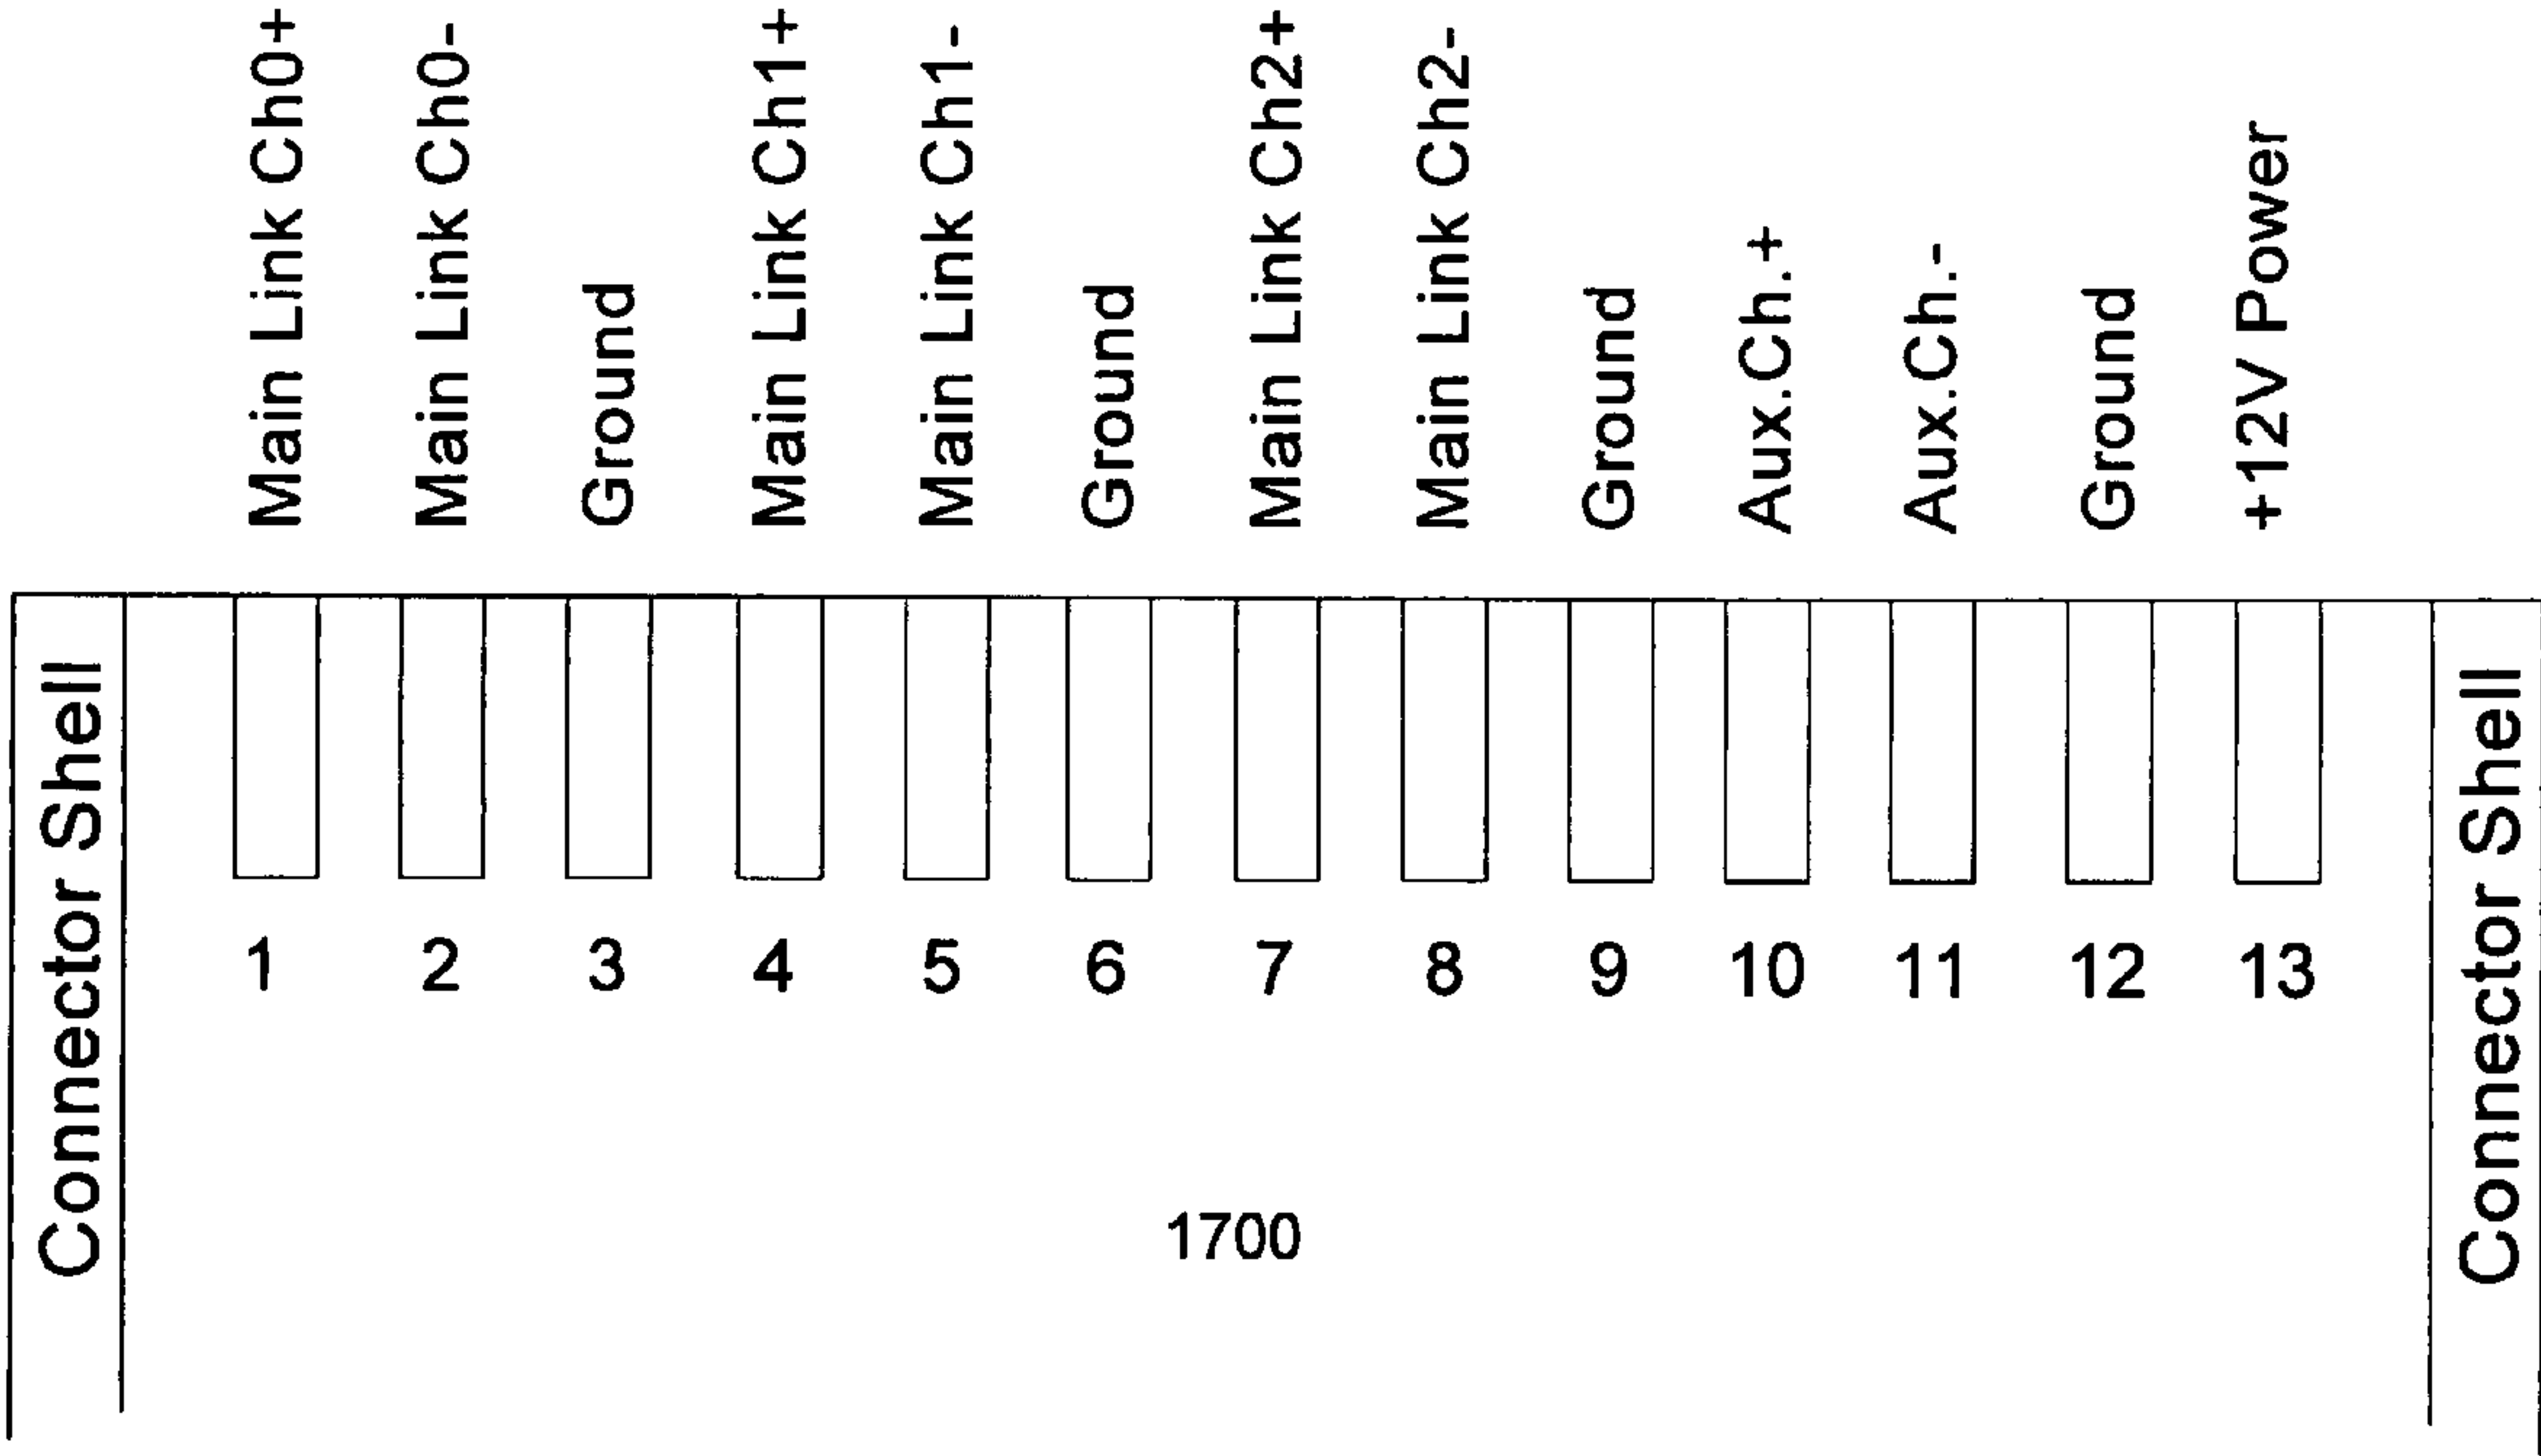 Main Link Ch0+
Main Link Ch0-
Ground
Main Link Ch1+
Main Link Ch1-
Ground
Main Link Ch2+
Main Link Ch2-
Ground
Aux.Ch.+
Aux.Ch.-
Ground
+12V Power
Connector Shell
1 2 3 4 5 6 7 8 9 10 11 12 13
Connector Shell
1700